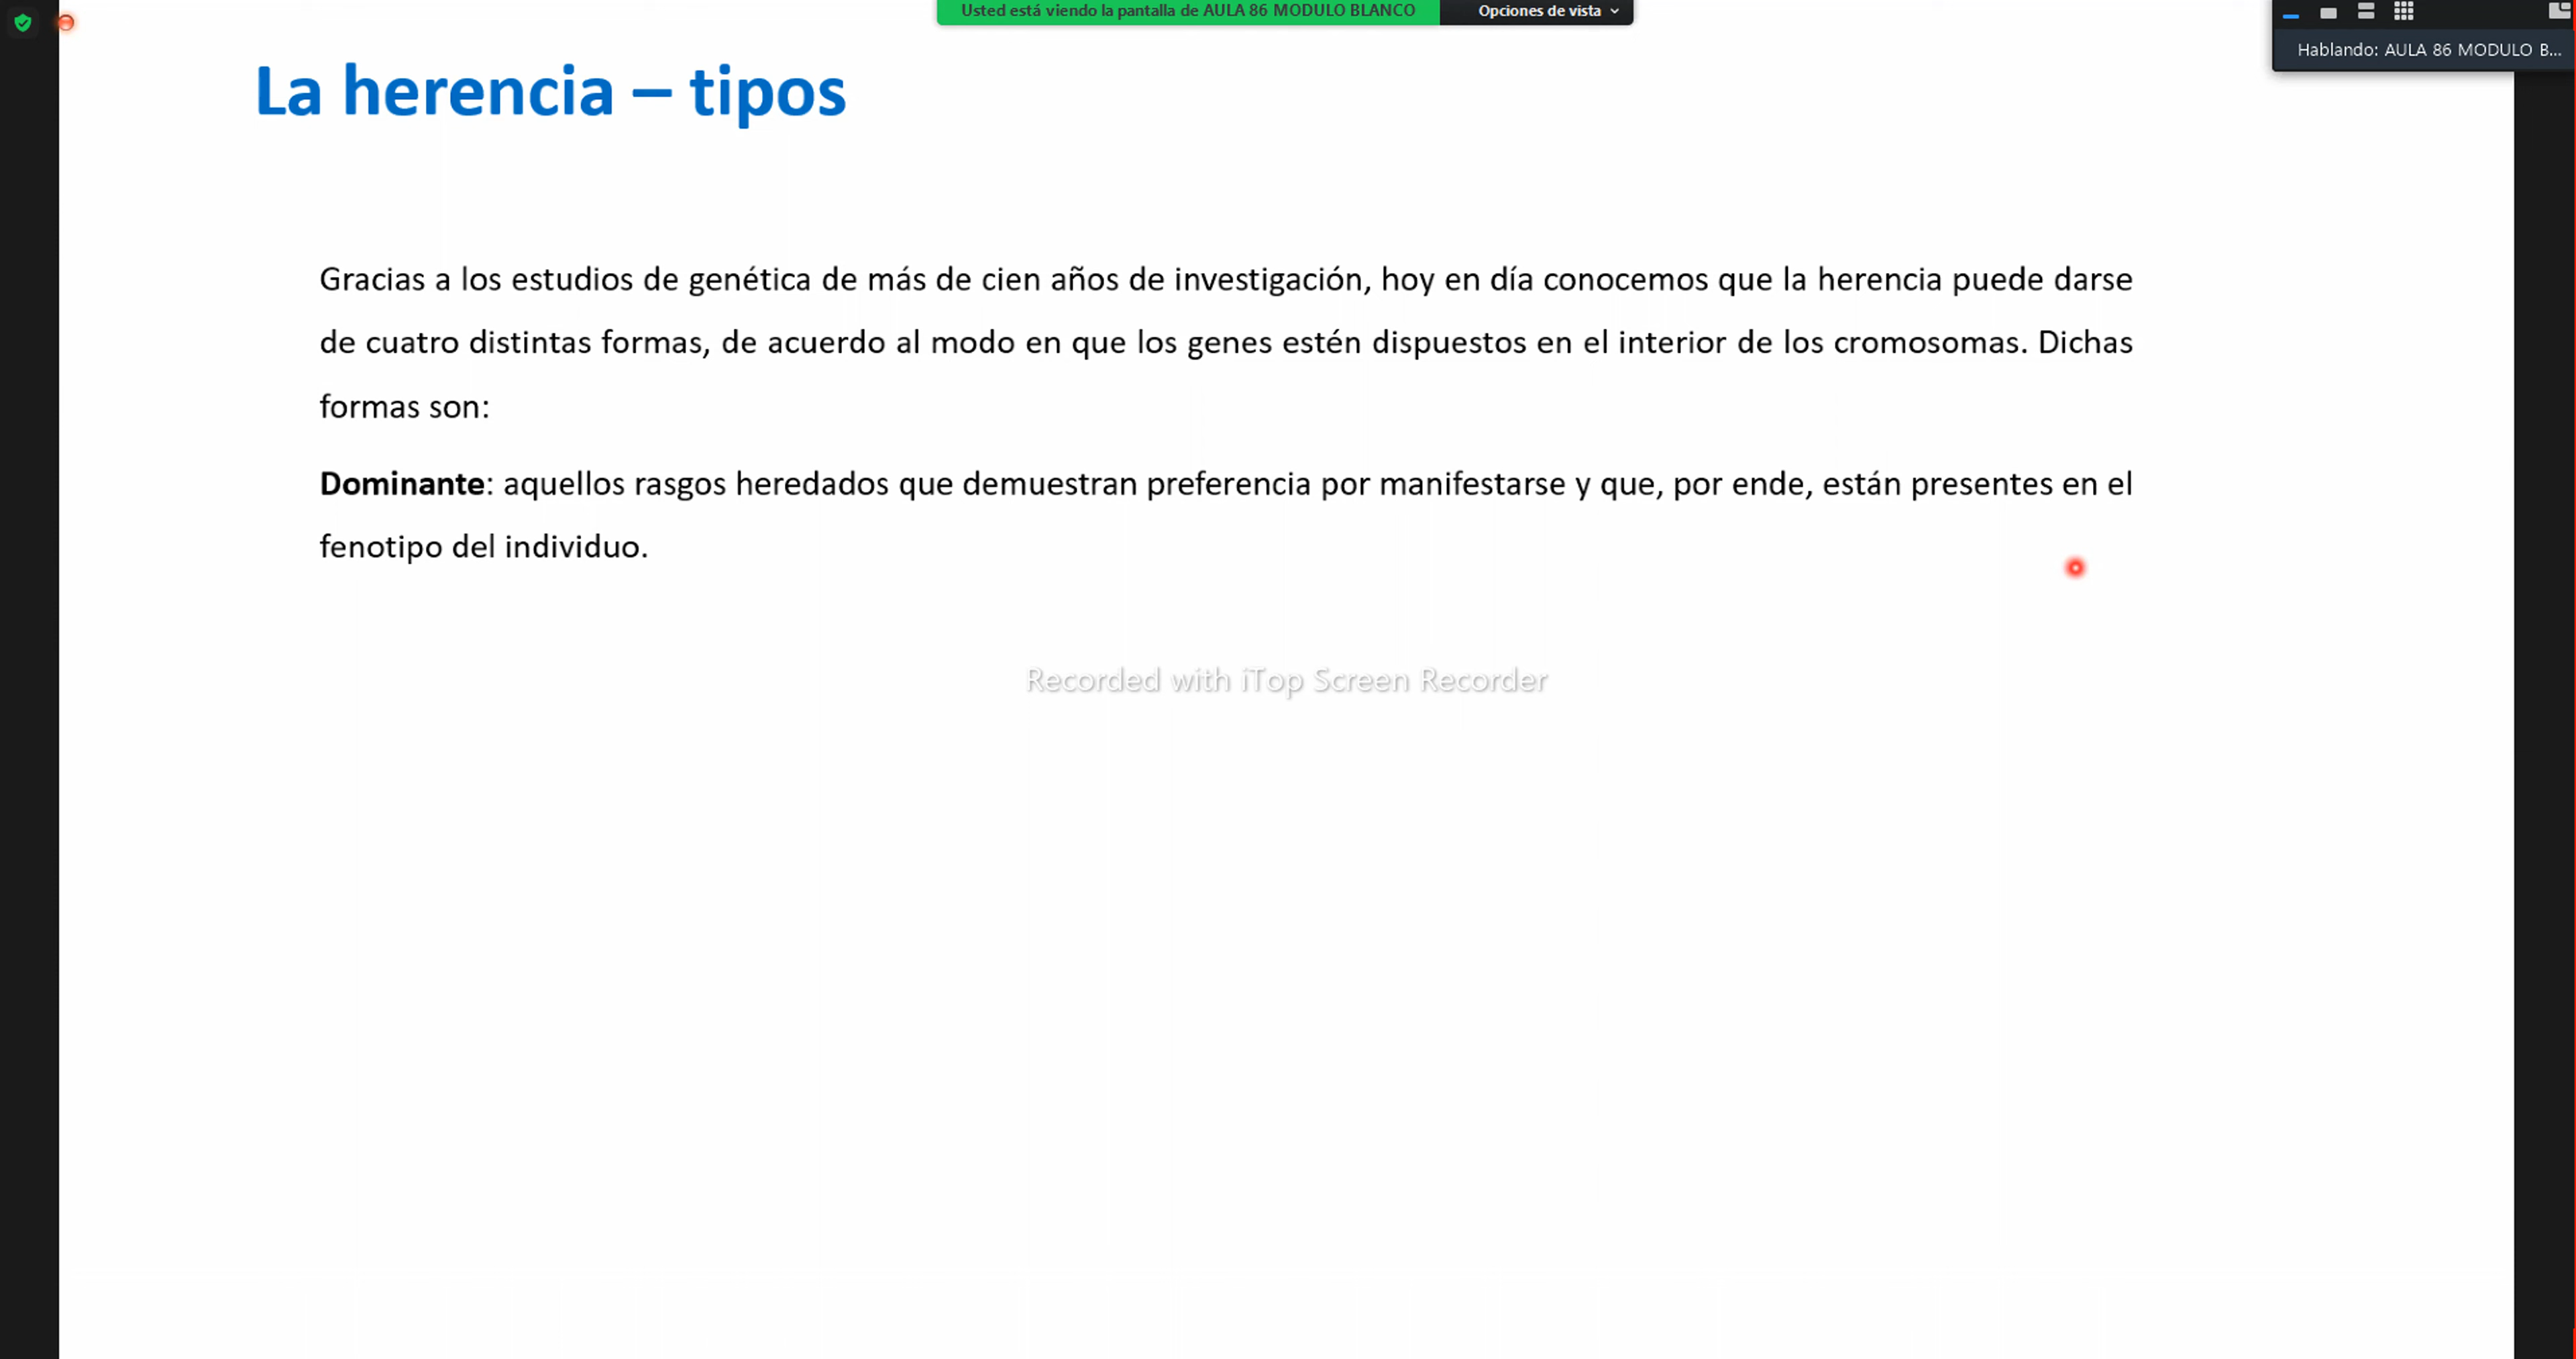 Usted está viendo la pantalla de AULA 86 MODULO BLANCO
Opciones de vista
Hablando: AULA 86 MODULO B...
La herencia – tipos
Gracias a los estudios de genética de más de cien años de investigación, hoy en día conocemos que la herencia puede darse
de cuatro distintas formas, de acuerdo al modo en que los genes estén dispuestos en el interior de los cromosomas. Dichas
formas son:
Dominante: aquellos rasgos heredados que demuestran preferencia por manifestarse y que, por ende, están presentes en el
fenotipo del individuo.
Recorded with iTop Screen Recorder